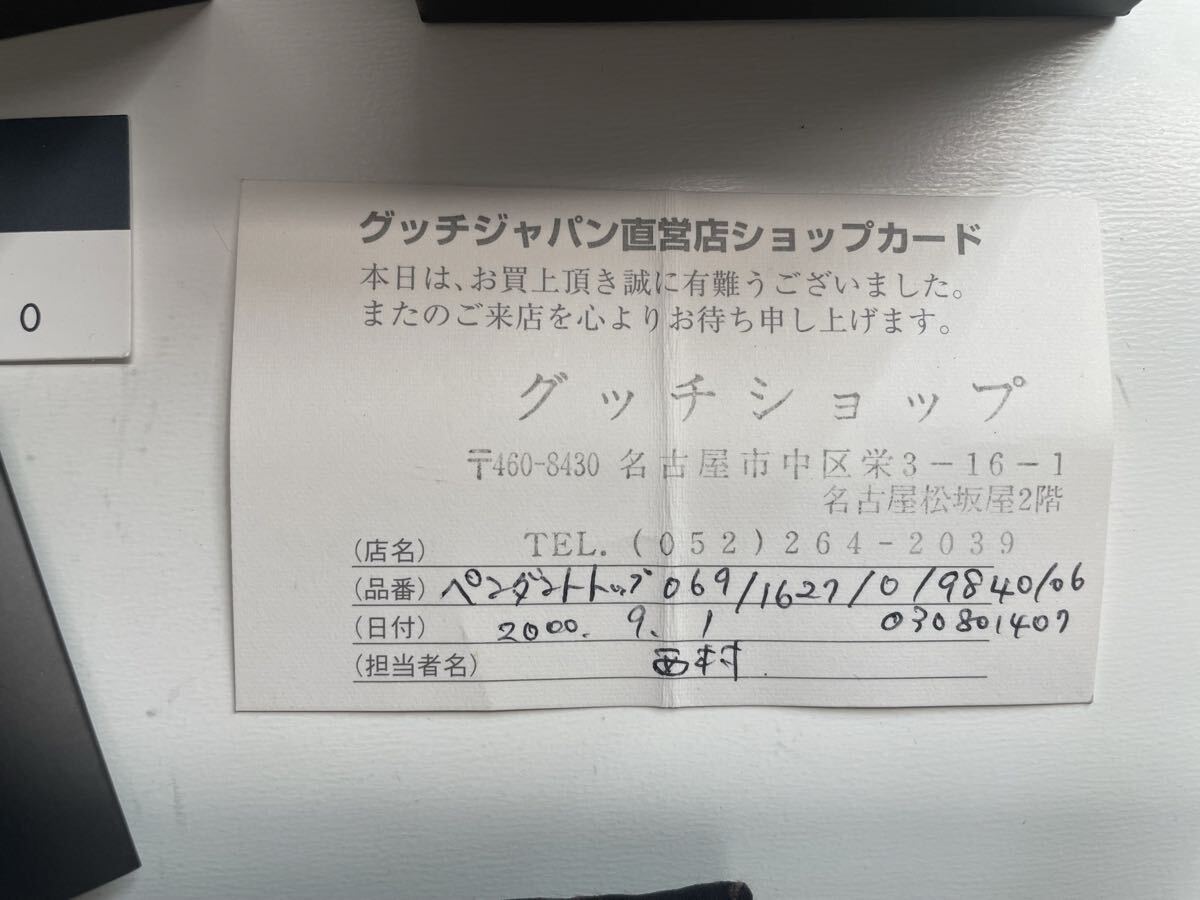 グッチジャパン直営店ショップカード
本日は、お買上頂き誠に有難うございました。
またのご来店を心よりお待ち申し上げます。
グッチショップ
〒460-8430 名古屋市中区栄3-16-1
名古屋松坂屋2階
(店名) TEL.(052)264-2039
(品番) ペンダントトップ 069/1627/0/9840/06
(日付) 2000. 9. 1 030801407
(担当者名) 西村
0